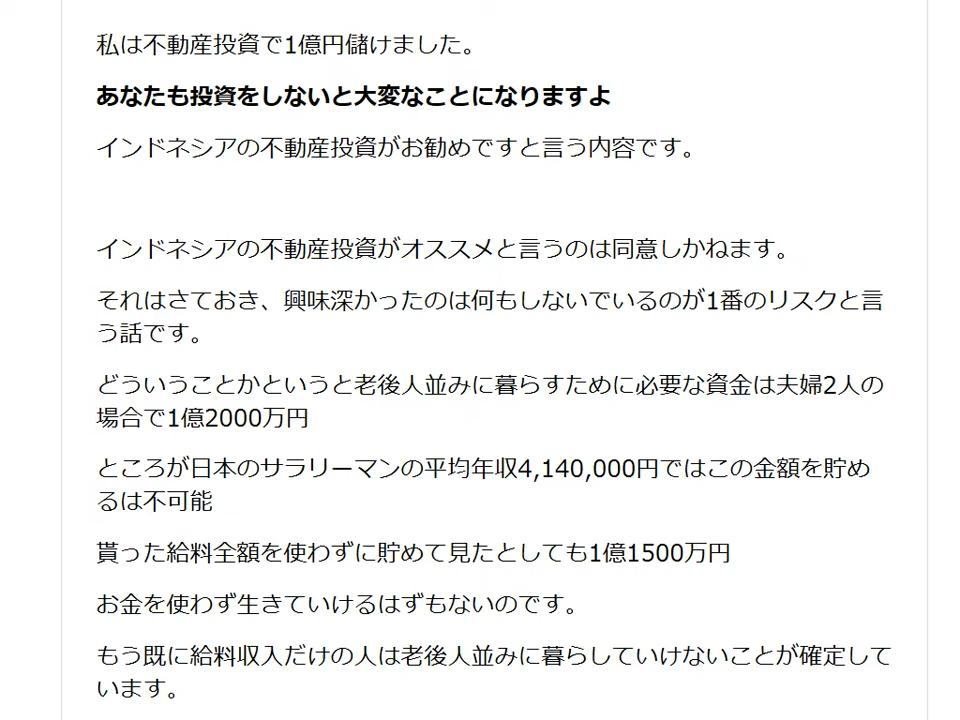 私は不動産投資で1億円儲けました。
あなたも投資をしないと大変なことになりますよ
インドネシアの不動産投資がお勧めですと言う内容です。
インドネシアの不動産投資がオススメと言うのは同意しかねます。
それはさておき、興味深かったのは何もしないでいるのが1番のリスクと言
う話です。
どういうことかというと老後人並みに暮らすために必要な資金は夫婦2人の
場合で1億2000万円
ところが日本のサラリーマンの平均年収4,140,000円ではこの金額を貯め
るは不可能
貰った給料全額を使わずに貯めて見たとしても1億1500万円
お金を使わず生きていけるはずもないのです。
もう既に給料収入だけの人は老後人並みに暮らしていけないことが確定して
います。